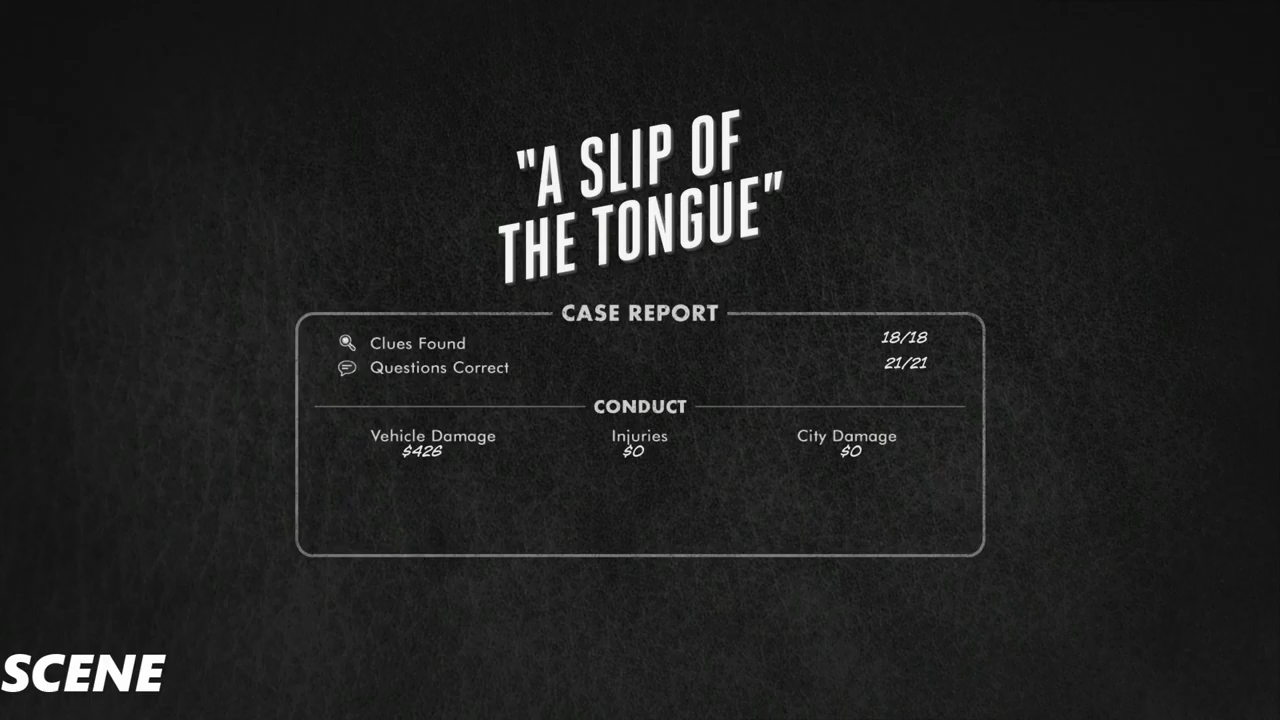 "A SLIP OF
THE TONGUE"
CASE REPORT
Clues Found 18/18
Questions Correct 21/21
CONDUCT
Vehicle Damage Injuries City Damage
$426 $0 $0
SCENE